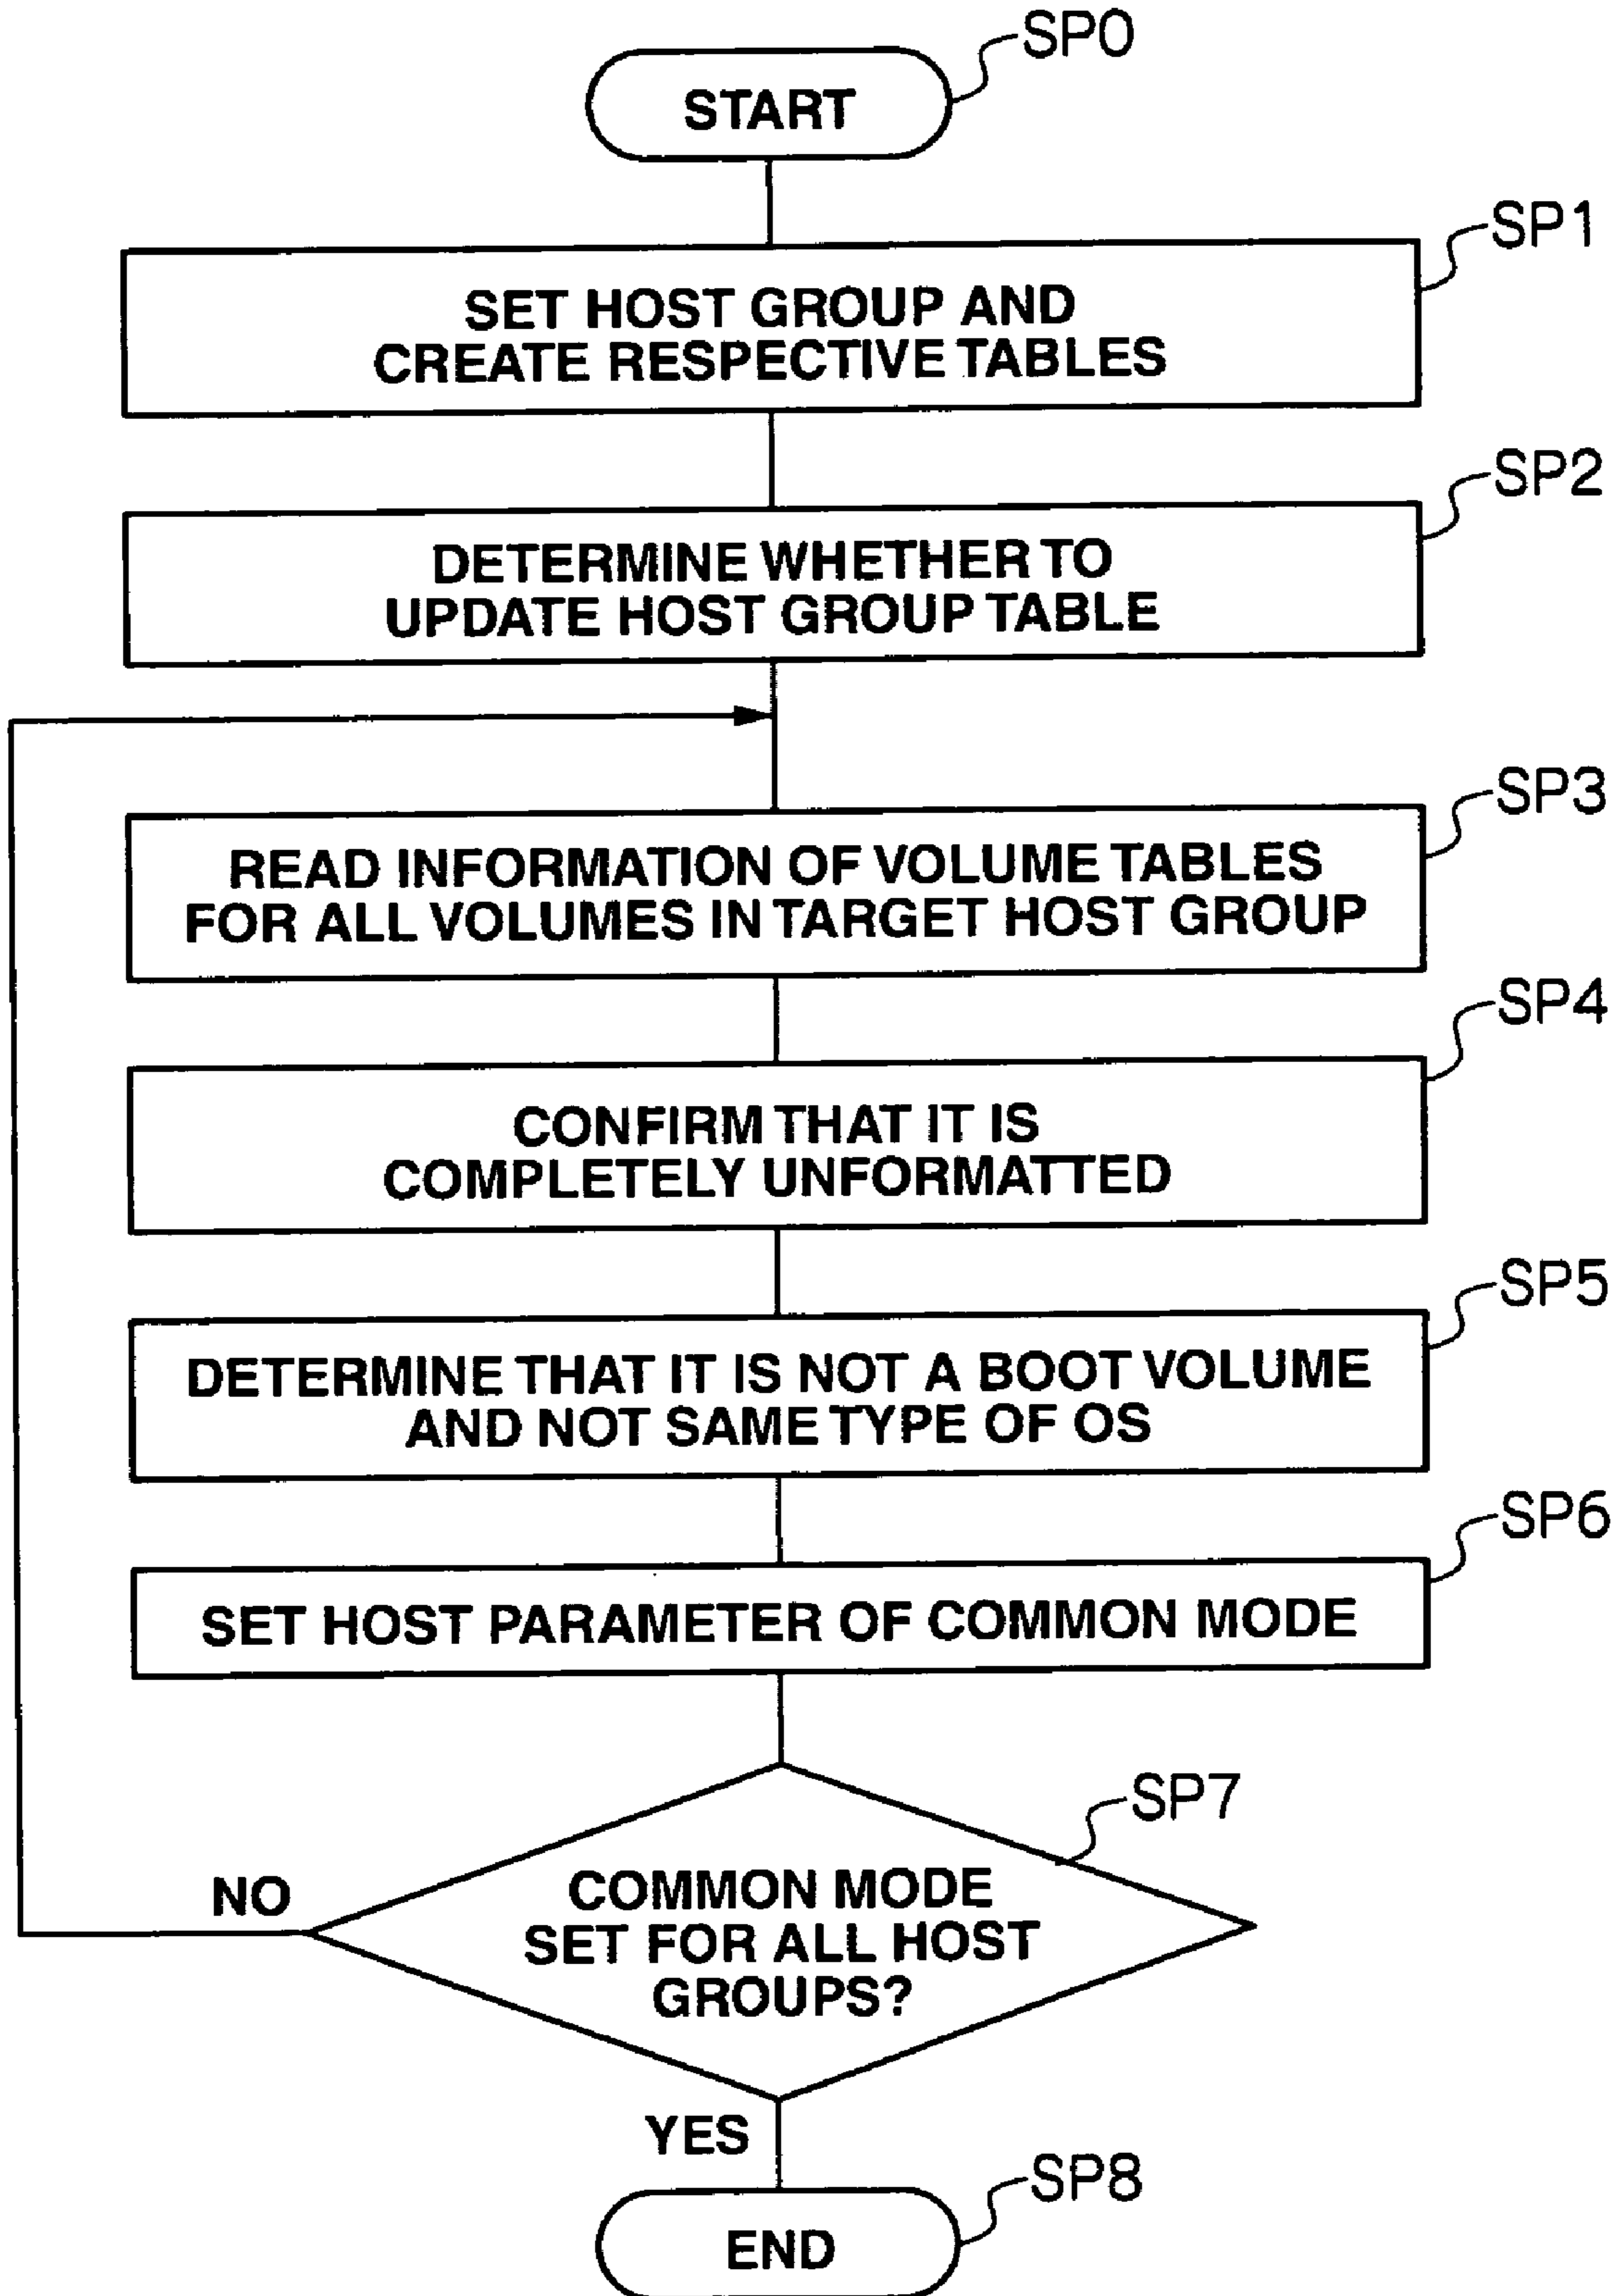 SP0
START
SP1
SET HOST GROUP AND
CREATE RESPECTIVE TABLES
SP2
DETERMINE WHETHER TO
UPDATE HOST GROUP TABLE
SP3
READ INFORMATION OF VOLUME TABLES
FOR ALL VOLUMES IN TARGET HOST GROUP
SP4
CONFIRM THAT IT IS
COMPLETELY UNFORMATTED
SP5
DETERMINE THAT IT IS NOT A BOOT VOLUME
AND NOT SAME TYPE OF OS
SP6
SET HOST PARAMETER OF COMMON MODE
SP7
NO
COMMON MODE
SET FOR ALL HOST
GROUPS?
YES
SP8
END